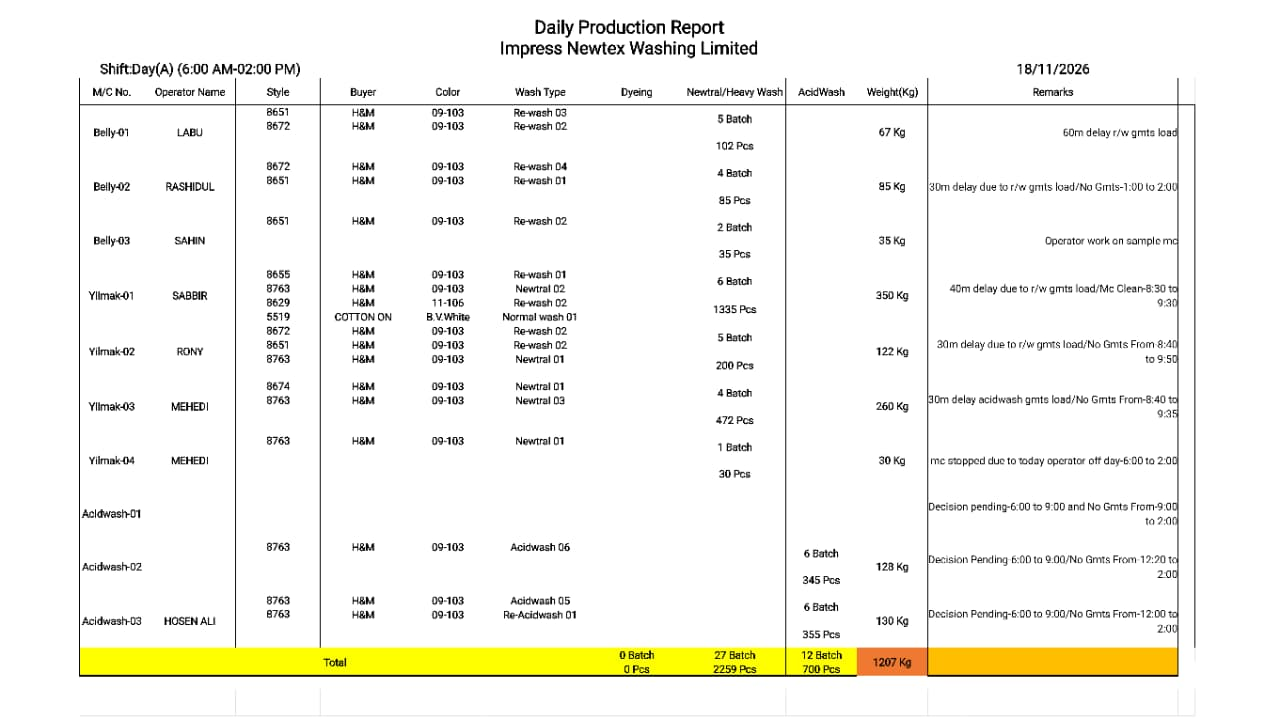 Daily Production Report
Impress Newtex Washing Limited
Shift:Day(A) (6:00 AM-02:00 PM) 18/11/2026
M/C No. Operator Name Style Buyer Color Wash Type Dyeing Newtral/Heavy Wash AcidWash Weight(Kg) Remarks
8651 H&M 09-103 Re-wash 03
5 Batch
8672 H&M 09-103 Re-wash 02
Belly-01 LABU 67 Kg 60m delay r/w gmts load
102 Pcs
8672 H&M 09-103 Re-wash 04
4 Batch
8651 H&M 09-103 Re-wash 01
Belly-02 RASHIDUL 85 Kg 30m delay due to r/w gmts load/No Gmts-1:00 to 2:00
85 Pcs
8651 H&M 09-103 Re-wash 02
2 Batch
Belly-03 SAHIN 35 Kg Operator work on sample mc
35 Pcs
8655 H&M 09-103 Re-wash 01
6 Batch
8763 H&M 09-103 Newtral 02
40m delay due to r/w gmts load/Mc Clean-8:30 to
Yilmak-01 SABBIR 350 Kg
8629 H&M 11-106 Re-wash 02
9:30
1335 Pcs
5519 COTTON ON B.V.White Normal wash 01
8672 H&M 09-103 Re-wash 02
5 Batch
8651 H&M 09-103 Re-wash 02
30m delay due to r/w gmts load/No Gmts From-8:40
Yilmak-02 RONY 122 Kg
8763 H&M 09-103 Newtral 01
to 9:50
200 Pcs
8674 H&M 09-103 Newtral 01
4 Batch
8763 H&M 09-103 Newtral 03
30m delay acidwash gmts load/No Gmts From-8:40 to
Yilmak-03 MEHEDI 260 Kg
9:35
472 Pcs
8763 H&M 09-103 Newtral 01
1 Batch
Yilmak-04 MEHEDI 30 Kg mc stopped due to today operator off day-6:00 to 2:00
30 Pcs
Decision pending-6:00 to 9:00 and No Gmts From-9:00
Acidwash-01
to 2:00
8763 H&M 09-103 Acidwash 06
6 Batch
Decision Pending-6:00 to 9:00/No Gmts From-12:20 to
Acidwash-02 128 Kg
2:00
345 Pcs
8763 H&M 09-103 Acidwash 05
6 Batch
8763 H&M 09-103 Re-Acidwash 01
Decision Pending-6:00 to 9:00/No Gmts From-12:00 to
Acidwash-03 HOSEN ALI 130 Kg
2:00
355 Pcs
0 Batch 27 Batch 12 Batch
Total 1207 Kg
0 Pcs 2259 Pcs 700 Pcs